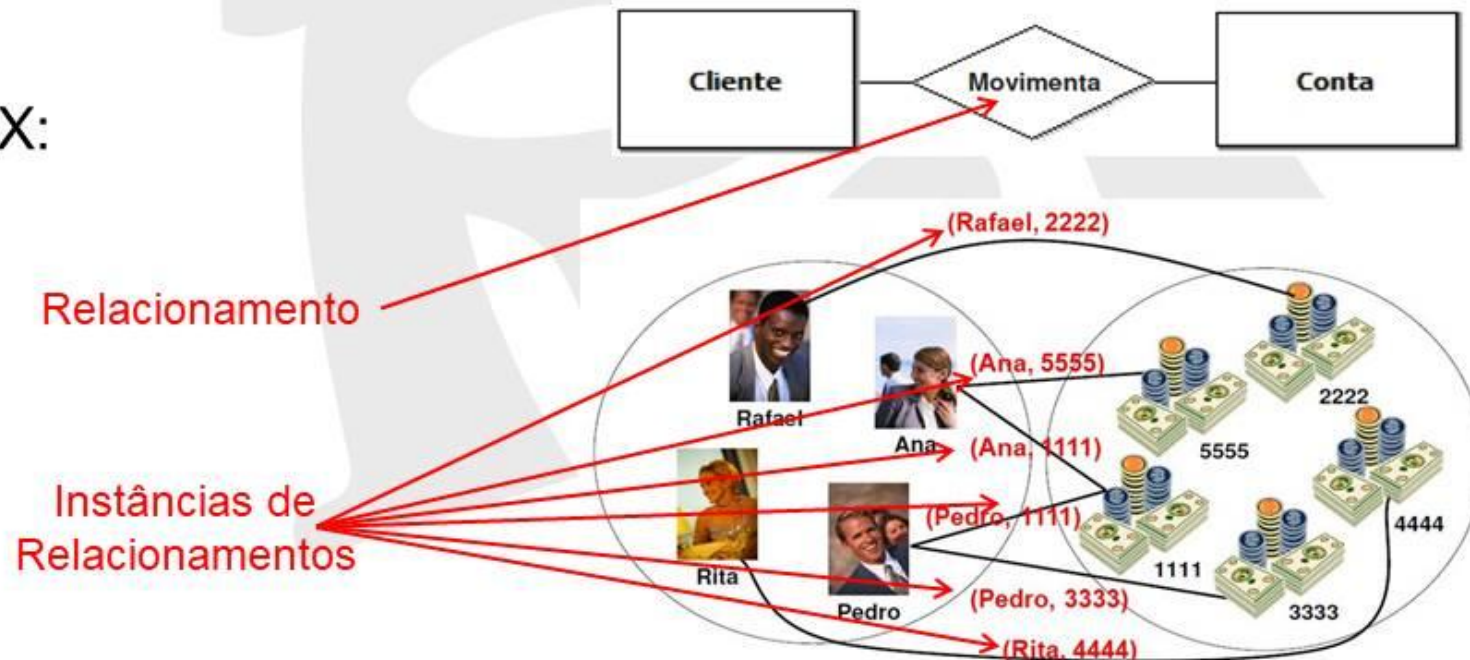 Cliente
Movimenta
Conta
X:
(Rafael, 2222)
Relacionamento
(Ana, 5555)
2222
Rafael
Ana
5555
(Ana, 1111)
Instâncias de
Relacionamentos
(Pedro, 1111)
4444
1111
Rita
Pedro
(Pedro, 3333)
3333
(Rita, 4444)